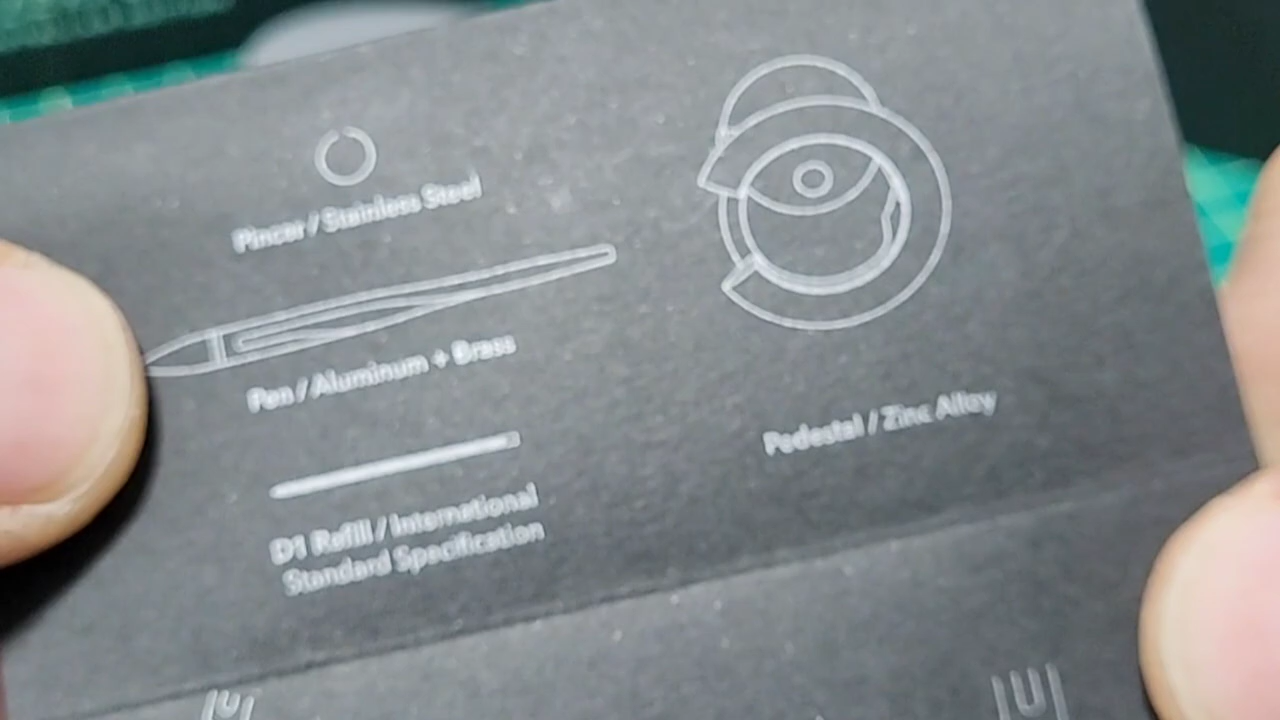 Pincer / Stainless Steel
Pen / Aluminum + Brass
D1 Refill / International
Standard Specification
Pedestal / Zinc Alloy